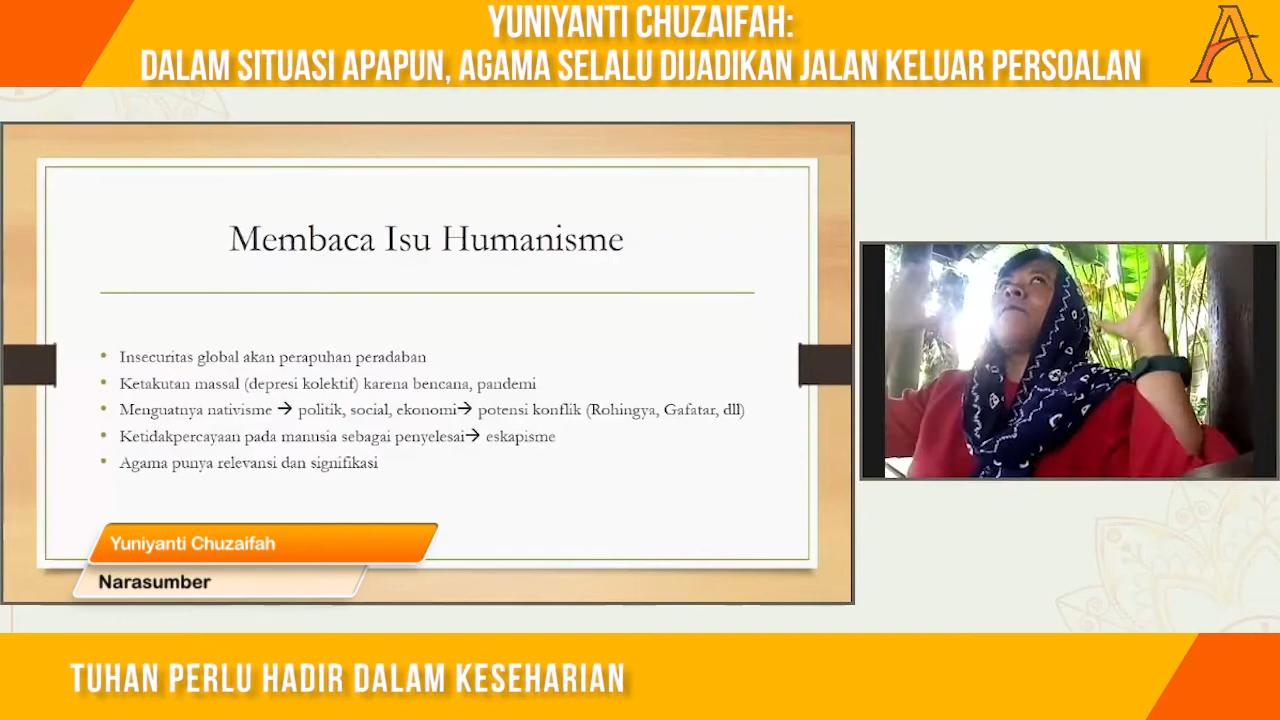 YUNIYANTI CHUZAIFAH:
DALAM SITUASI APAPUN, AGAMA SELALU DIJADIKAN JALAN KELUAR PERSOALAN
A
Membaca Isu Humanisme
• Insecuritas global akan perapuhan peradaban
• Ketakutan massal (depresi kolektif) karena bencana, pandemi
• Menguatnya nativisme → politik, social, ekonomi→ potensi konflik (Rohingya, Gafatar, dll)
• Ketidakpercayaan pada manusia sebagai penyelesai→ eskapisme
• Agama punya relevansi dan signifikasi
Yuniyanti Chuzaifah
Narasumber
TUHAN PERLU HADIR DALAM KESEHARIAN